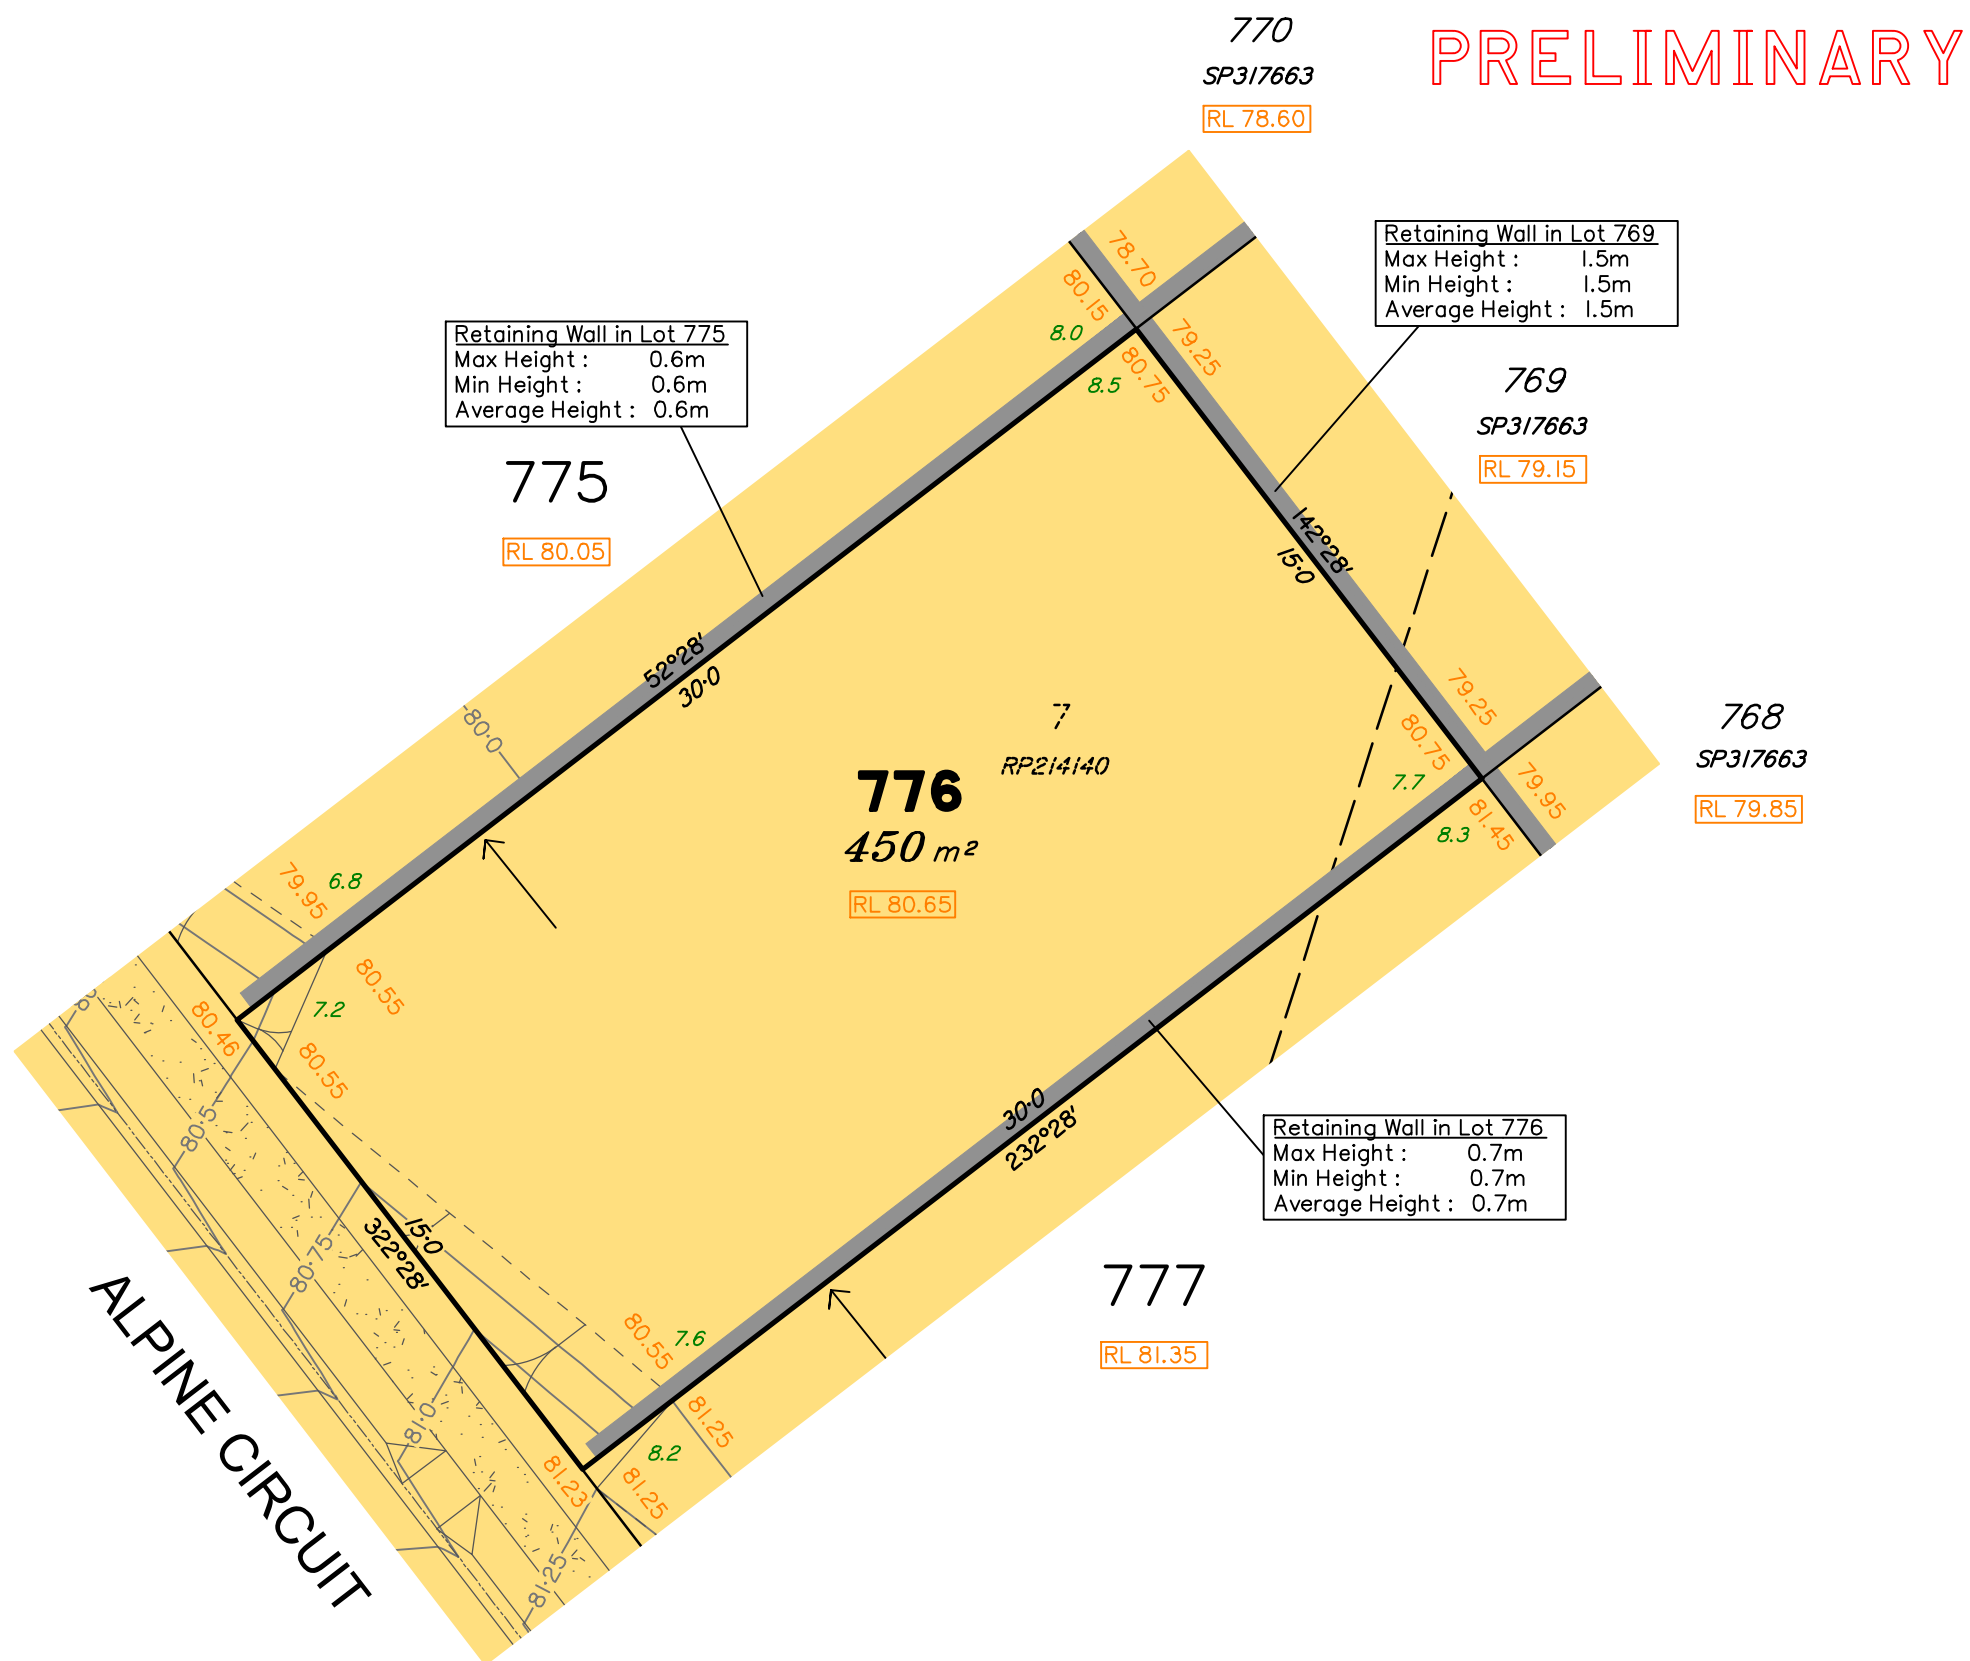 PRELIMINARY
770
SP317663
RL 78.60
78.70
80.15
79.25
80.75
8.0
8.5
Retaining Wall in Lot 769
Max Height : 1.5m
Min Height : 1.5m
Average Height : 1.5m
Retaining Wall in Lot 775
Max Height : 0.6m
Min Height : 0.6m
Average Height : 0.6m
769
SP317663
RL 79.15
775
RL 80.05
142°28'
15·0
52°28'
30·0
80·0
7
RP214140
776
450 m²
RL 80.65
79.25
80.75
7.7
79.95
81.45
8.3
768
SP317663
RL 79.85
79.95
6.8
80.55
7.2
80.46
80.55
80·5
30·0
232°28'
Retaining Wall in Lot 776
Max Height : 0.7m
Min Height : 0.7m
Average Height : 0.7m
15·0
322°28'
80·75
777
RL 81.35
80.55
7.6
81.25
8.2
81·0
81.23
81.25
81·25
ALPINE CIRCUIT